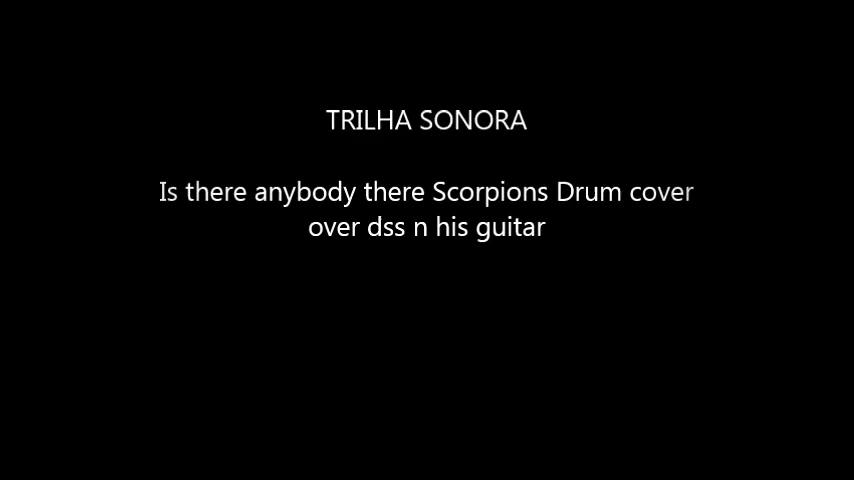 TRILHA SONORA
Is there anybody there Scorpions Drum cover
over dss n his guitar